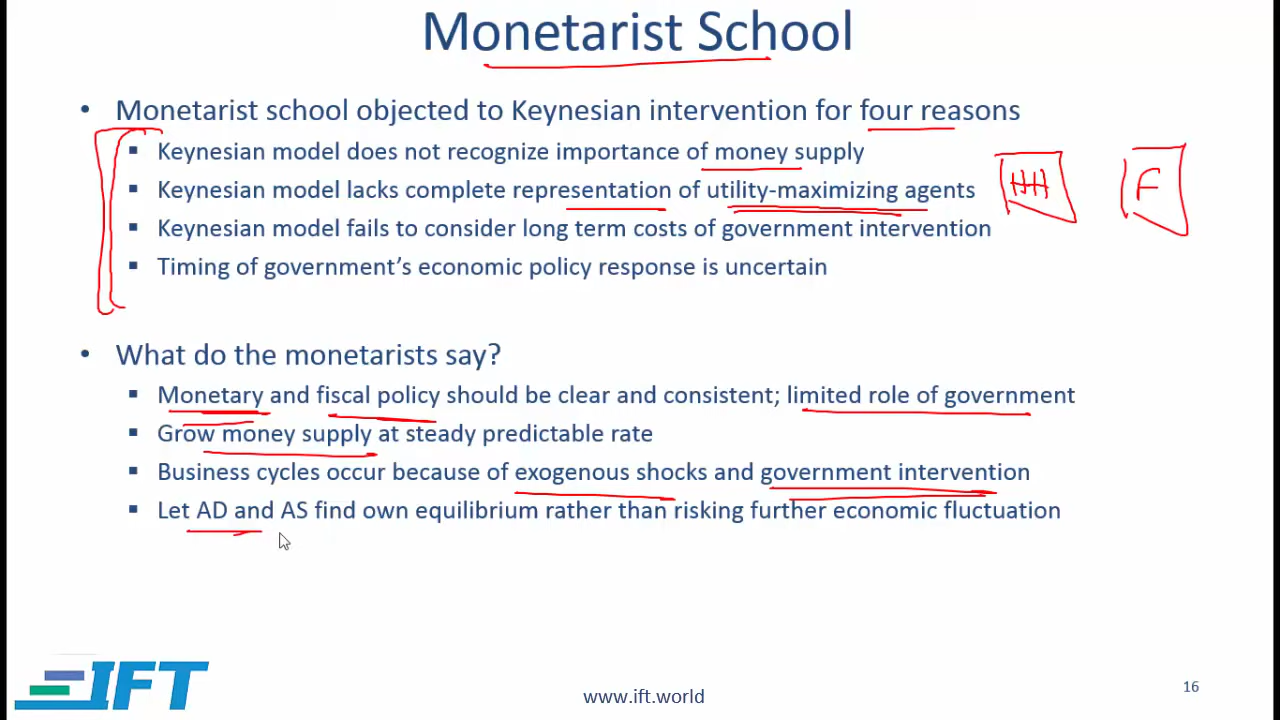 Monetarist School
• Monetarist school objected to Keynesian intervention for four reasons
▪ Keynesian model does not recognize importance of money supply
▪ Keynesian model lacks complete representation of utility-maximizing agents
HH
F
▪ Keynesian model fails to consider long term costs of government intervention
▪ Timing of government's economic policy response is uncertain
• What do the monetarists say?
▪ Monetary and fiscal policy should be clear and consistent; limited role of government
▪ Grow money supply at steady predictable rate
▪ Business cycles occur because of exogenous shocks and government intervention
▪ Let AD and AS find own equilibrium rather than risking further economic fluctuation
IFT
www.ift.world
16